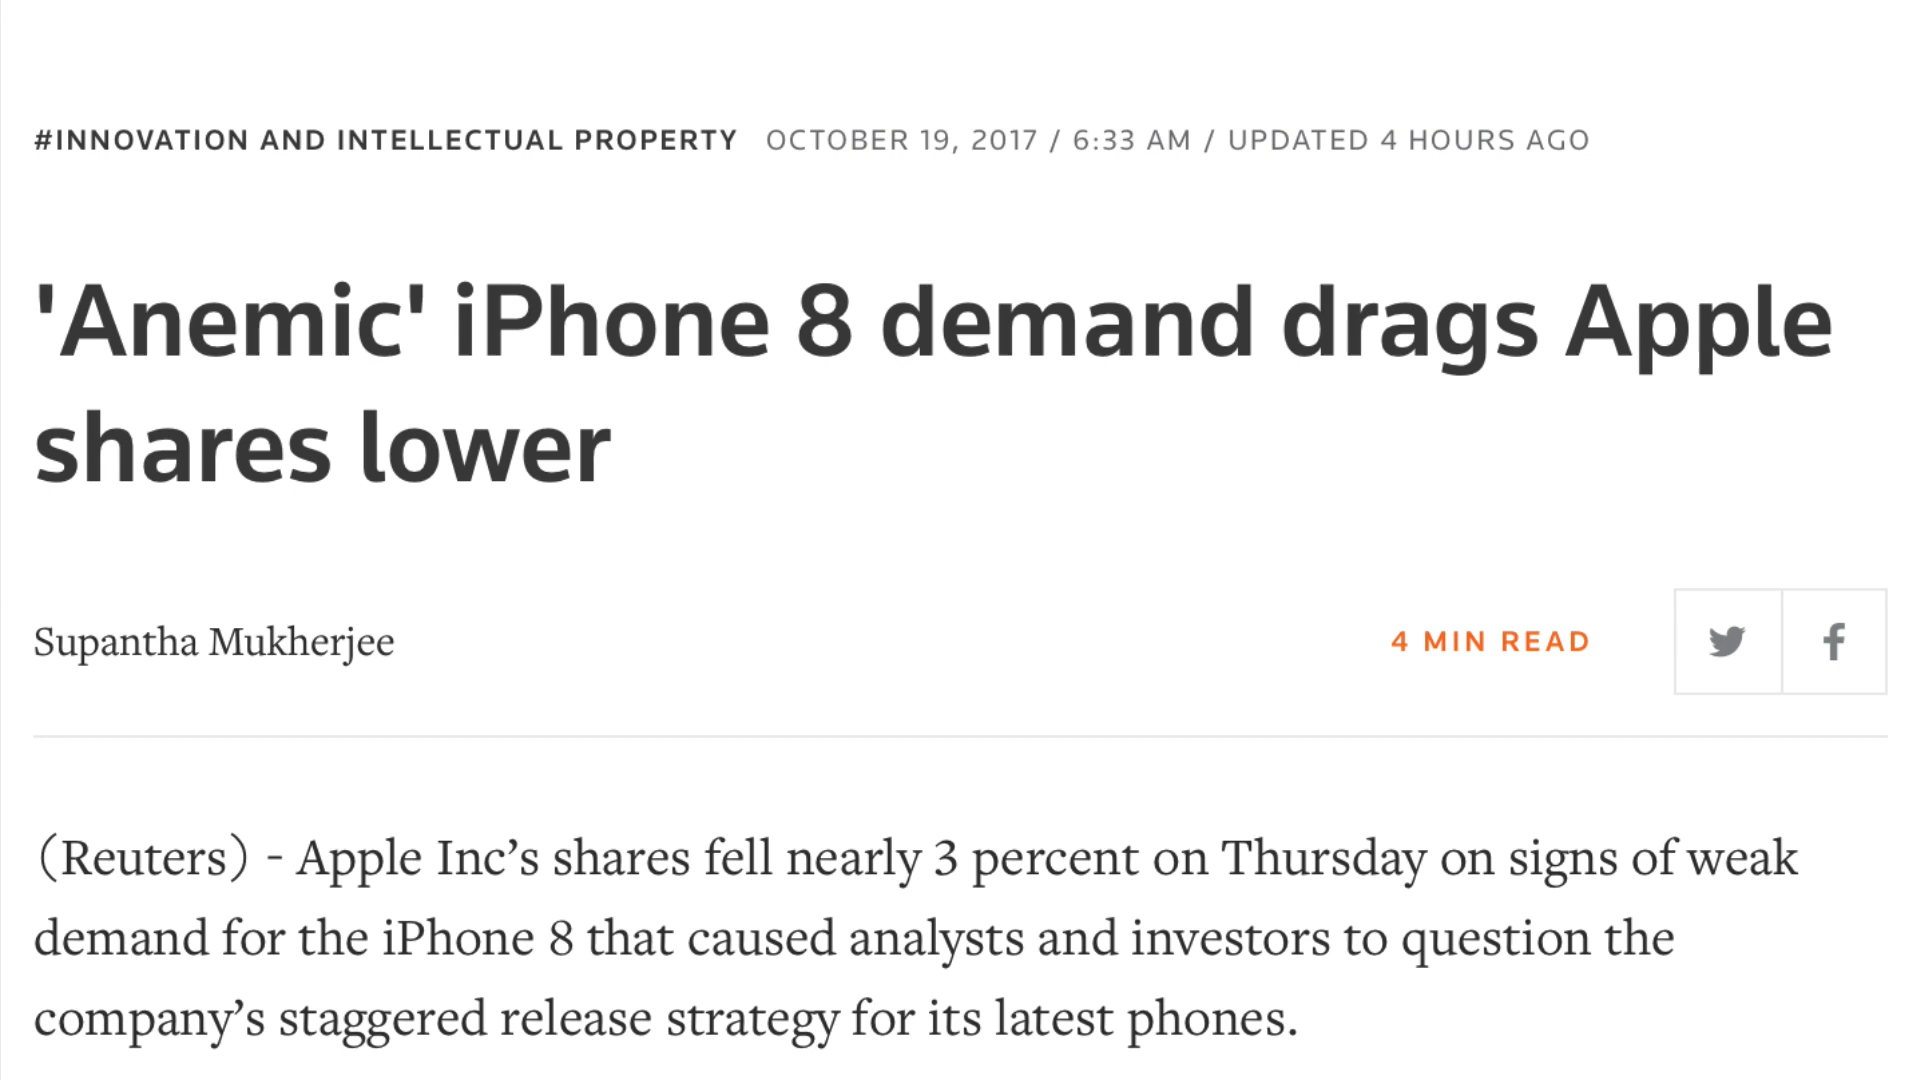 #INNOVATION AND INTELLECTUAL PROPERTY OCTOBER 19, 2017 / 6:33 AM / UPDATED 4 HOURS AGO
'Anemic' iPhone 8 demand drags Apple
shares lower
Supantha Mukherjee 4 MIN READ
(Reuters) - Apple Inc’s shares fell nearly 3 percent on Thursday on signs of weak
demand for the iPhone 8 that caused analysts and investors to question the
company’s staggered release strategy for its latest phones.